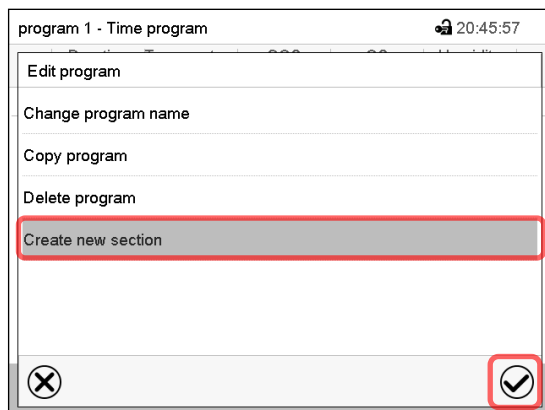 program 1 - Time program 20:45:57
Edit program
Change program name
Copy program
Delete program
Create new section